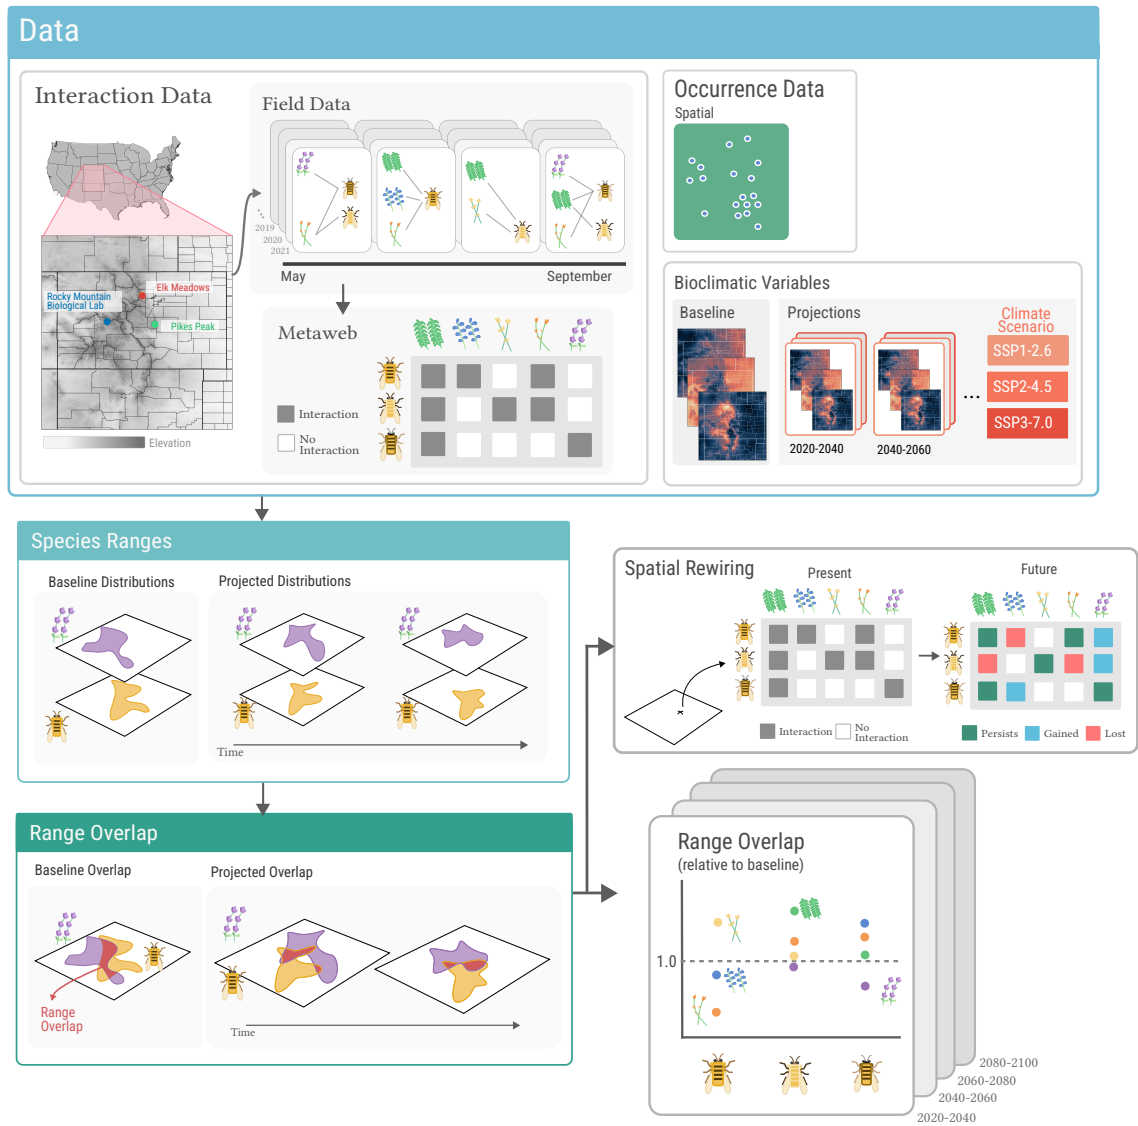 Data
Interaction Data
Field Data
...
2019
2020
2021
May
September
Rocky Mountain
Biological Lab
Elk Meadows
Pikes Peak
Elevation
Metaweb
Interaction
No
Interaction
Occurrence Data
Spatial
Bioclimatic Variables
Baseline
Projections
Climate
Scenario
SSP1-2.6
SSP2-4.5
SSP3-7.0
...
2020-2040
2040-2060
Species Ranges
Baseline Distributions
Projected Distributions
Time
Spatial Rewiring
Present
Future
Interaction
No
Interaction
Persists
Gained
Lost
Range Overlap
Baseline Overlap
Projected Overlap
Range
Overlap
Time
Range Overlap
(relative to baseline)
1.0
2080-2100
2060-2080
2040-2060
2020-2040